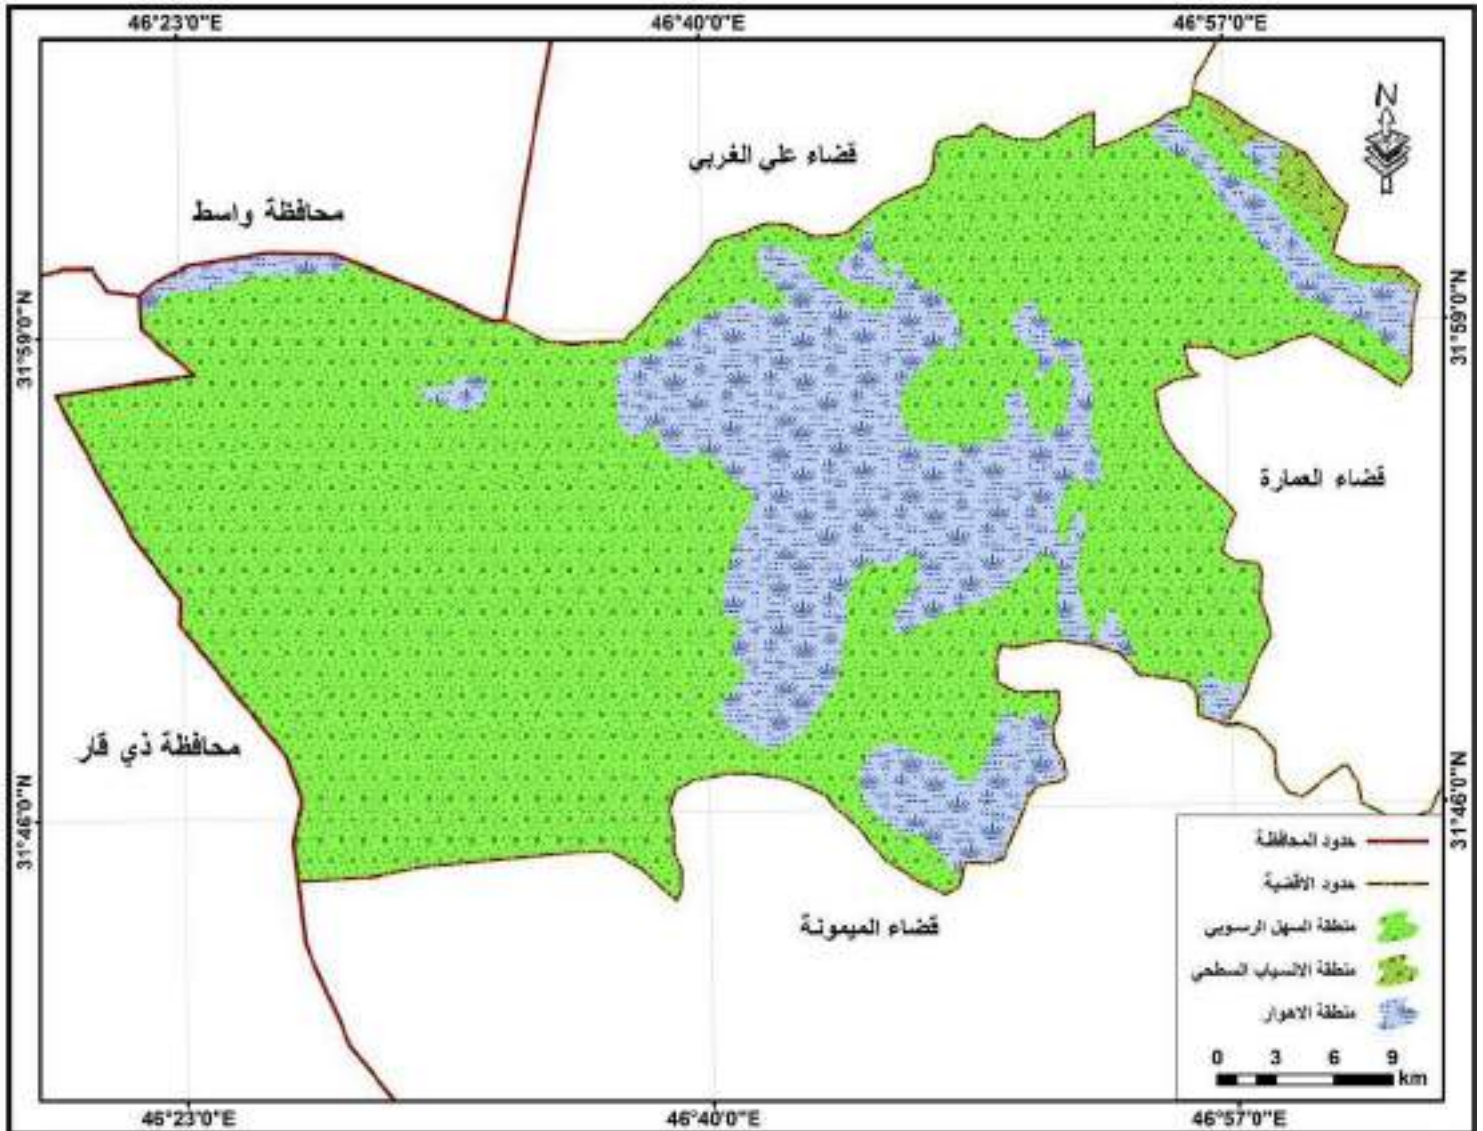 46°23'0"E 46°40'0"E 46°57'0"E
N
قضاء علي الغربي
محافظة واسط
31°59'0"N 31°59'0"N
قضاء العمارة
محافظة ذي قار
31°46'0"N 31°46'0"N
قضاء الميمونة
حدود المحافظة
حدود الاقضية
منطقة السهل الرسوبي
منطقة الانسياب السطحي
منطقة الاهوار
0 3 6 9
km
46°23'0"E 46°40'0"E 46°57'0"E